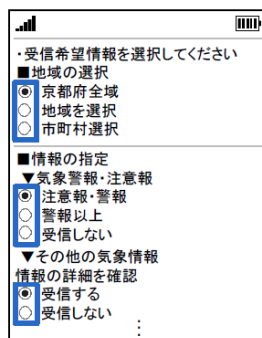 ・受信希望情報を選択してください
■地域の選択
京都府全域
地域を選択
市町村選択
■情報の指定
▼気象警報・注意報
注意報・警報
警報以上
受信しない
▼その他の気象情報
情報の詳細を確認
受信する
受信しない
：